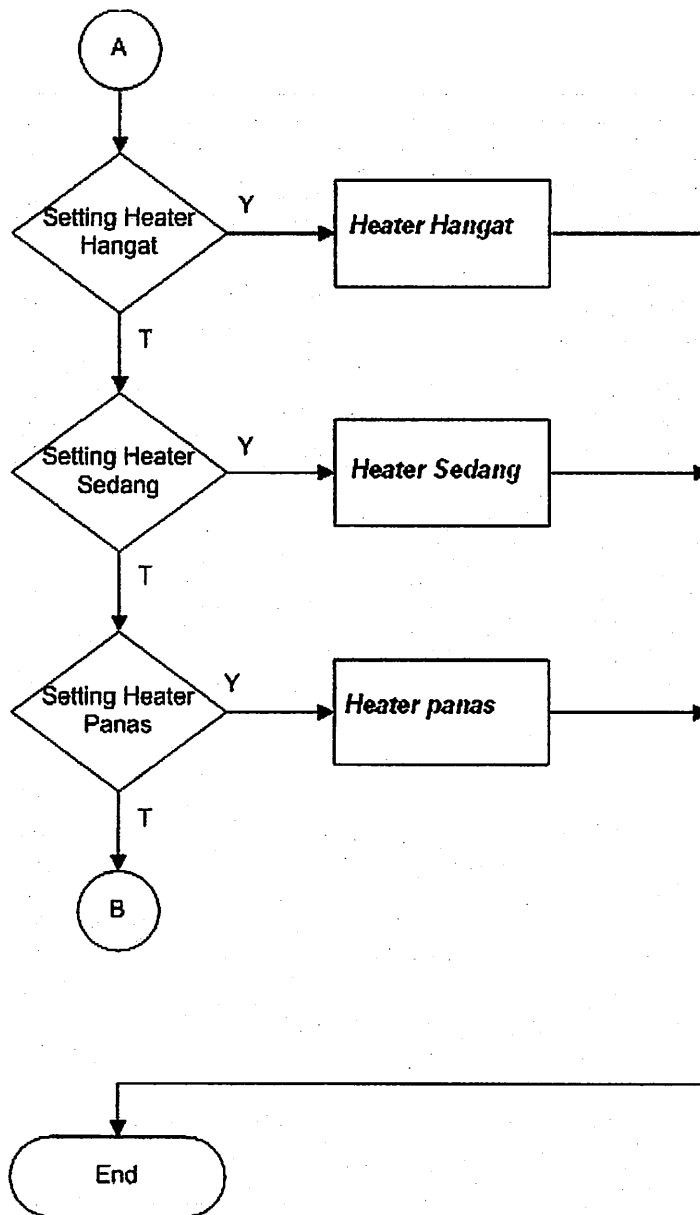 A
Setting Heater
Hangat
Y
Heater Hangat
T
Setting Heater
Sedang
Y
Heater Sedang
T
Setting Heater
Panas
Y
Heater panas
T
B
End